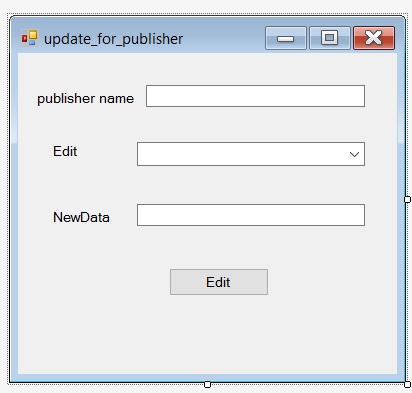 update_for_publisher
publisher name
Edit
NewData
Edit